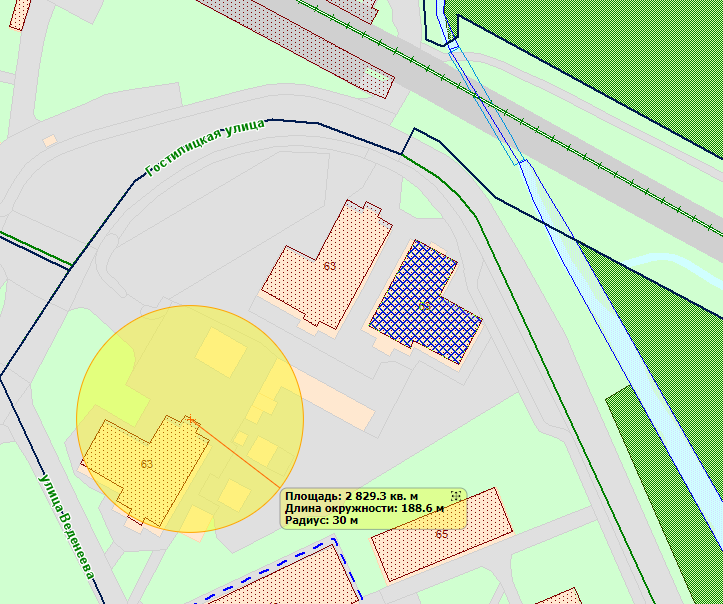 Гостилицкая улица
63
63
улица Веденеева
Площадь: 2 829.3 кв. м
Длина окружности: 188.6 м
Радиус: 30 м
65